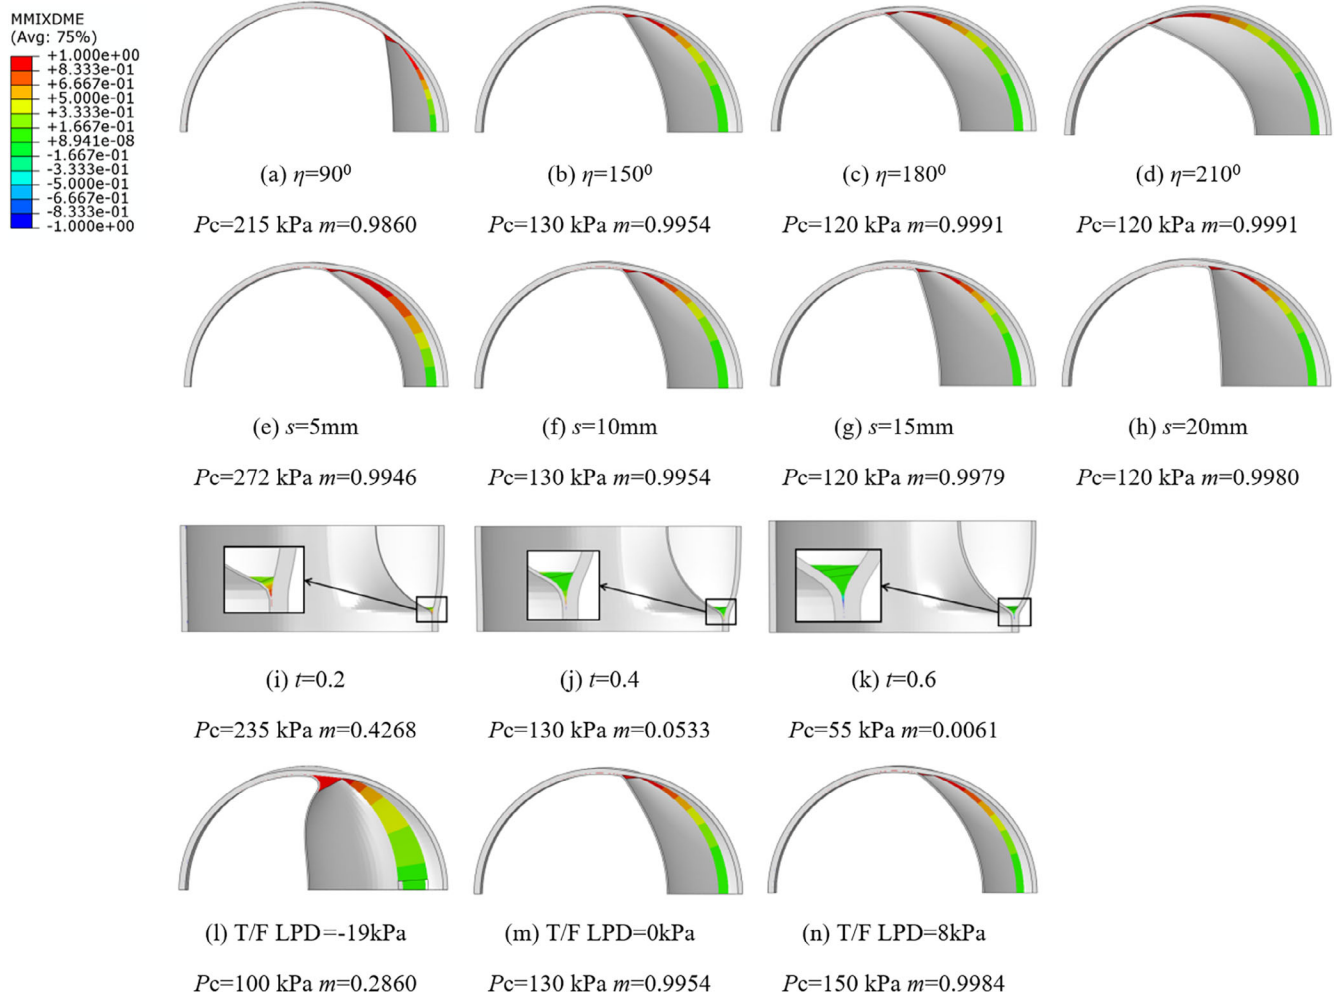 MMIXDME
(Avg: 75%)
+1.000e+00
+8.333e-01
+6.667e-01
+5.000e-01
+3.333e-01
+1.667e-01
+8.941e-08
-1.667e-01
-3.333e-01
-5.000e-01
-6.667e-01
-8.333e-01
-1.000e+00
(a) η=90⁰ (b) η=150⁰ (c) η=180⁰ (d) η=210⁰
Pc=215 kPa m=0.9860 Pc=130 kPa m=0.9954 Pc=120 kPa m=0.9991 Pc=120 kPa m=0.9991
(e) s=5mm (f) s=10mm (g) s=15mm (h) s=20mm
Pc=272 kPa m=0.9946 Pc=130 kPa m=0.9954 Pc=120 kPa m=0.9979 Pc=120 kPa m=0.9980
(i) t=0.2 (j) t=0.4 (k) t=0.6
Pc=235 kPa m=0.4268 Pc=130 kPa m=0.0533 Pc=55 kPa m=0.0061
(l) T/F LPD=-19kPa (m) T/F LPD=0kPa (n) T/F LPD=8kPa
Pc=100 kPa m=0.2860 Pc=130 kPa m=0.9954 Pc=150 kPa m=0.9984